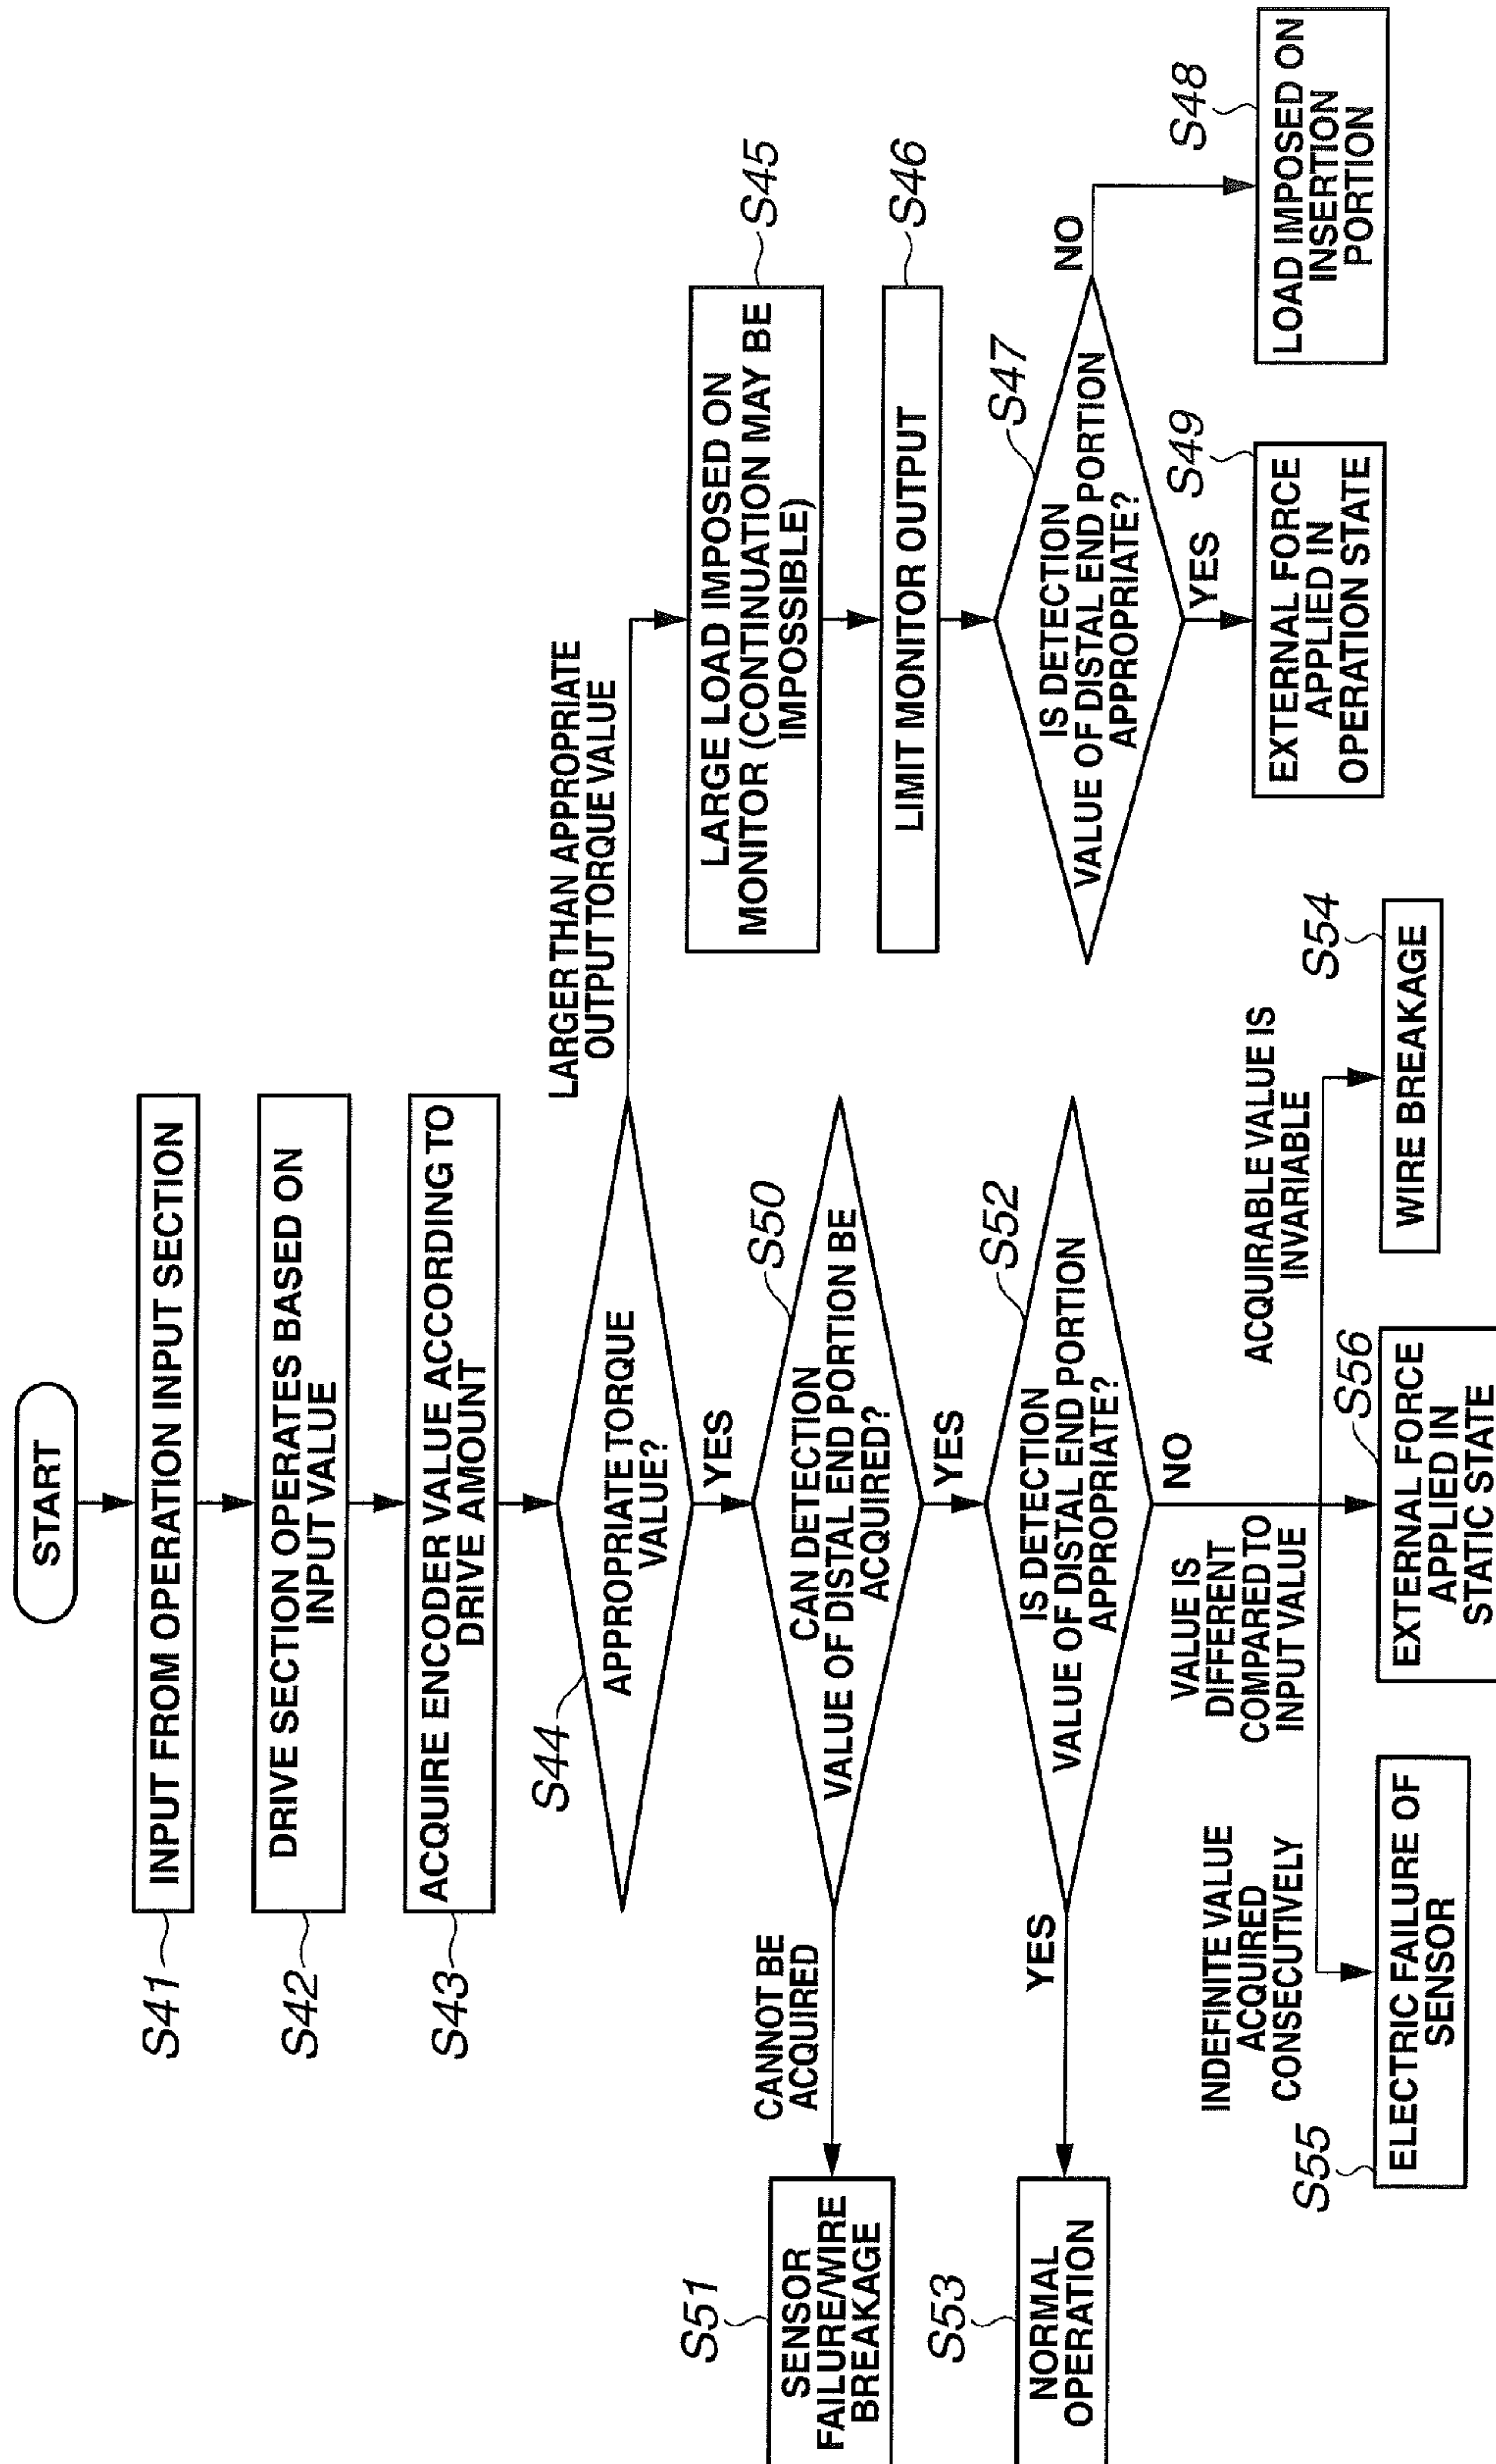 START
S41
INPUT FROM OPERATION INPUT SECTION
S42
DRIVE SECTION OPERATES BASED ON
INPUT VALUE
S43
ACQUIRE ENCODER VALUE ACCORDING TO
DRIVE AMOUNT
S44
APPROPRIATE TORQUE
VALUE?
LARGER THAN APPROPRIATE
OUTPUT TORQUE VALUE
YES
S45
LARGE LOAD IMPOSED ON
MONITOR (CONTINUATION MAY BE
IMPOSSIBLE)
S46
LIMIT MONITOR OUTPUT
S47
IS DETECTION
VALUE OF DISTAL END PORTION
APPROPRIATE?
NO
YES
S48
LOAD IMPOSED ON
INSERTION
PORTION
S49
EXTERNAL FORCE
APPLIED IN
OPERATION STATE
S50
CAN DETECTION
VALUE OF DISTAL END PORTION BE
ACQUIRED?
CANNOT BE
ACQUIRED
YES
S51
SENSOR
FAILURE/WIRE
BREAKAGE
S52
IS DETECTION
VALUE OF DISTAL END PORTION
APPROPRIATE?
YES
NO
S53
NORMAL
OPERATION
INDEFINITE VALUE
ACQUIRED
CONSECUTIVELY
VALUE IS
DIFFERENT
COMPARED TO
INPUT VALUE
ACQUIRABLE VALUE IS
INVARIABLE
S55
ELECTRIC FAILURE OF
SENSOR
S56
EXTERNAL FORCE
APPLIED IN
STATIC STATE
S54
WIRE BREAKAGE